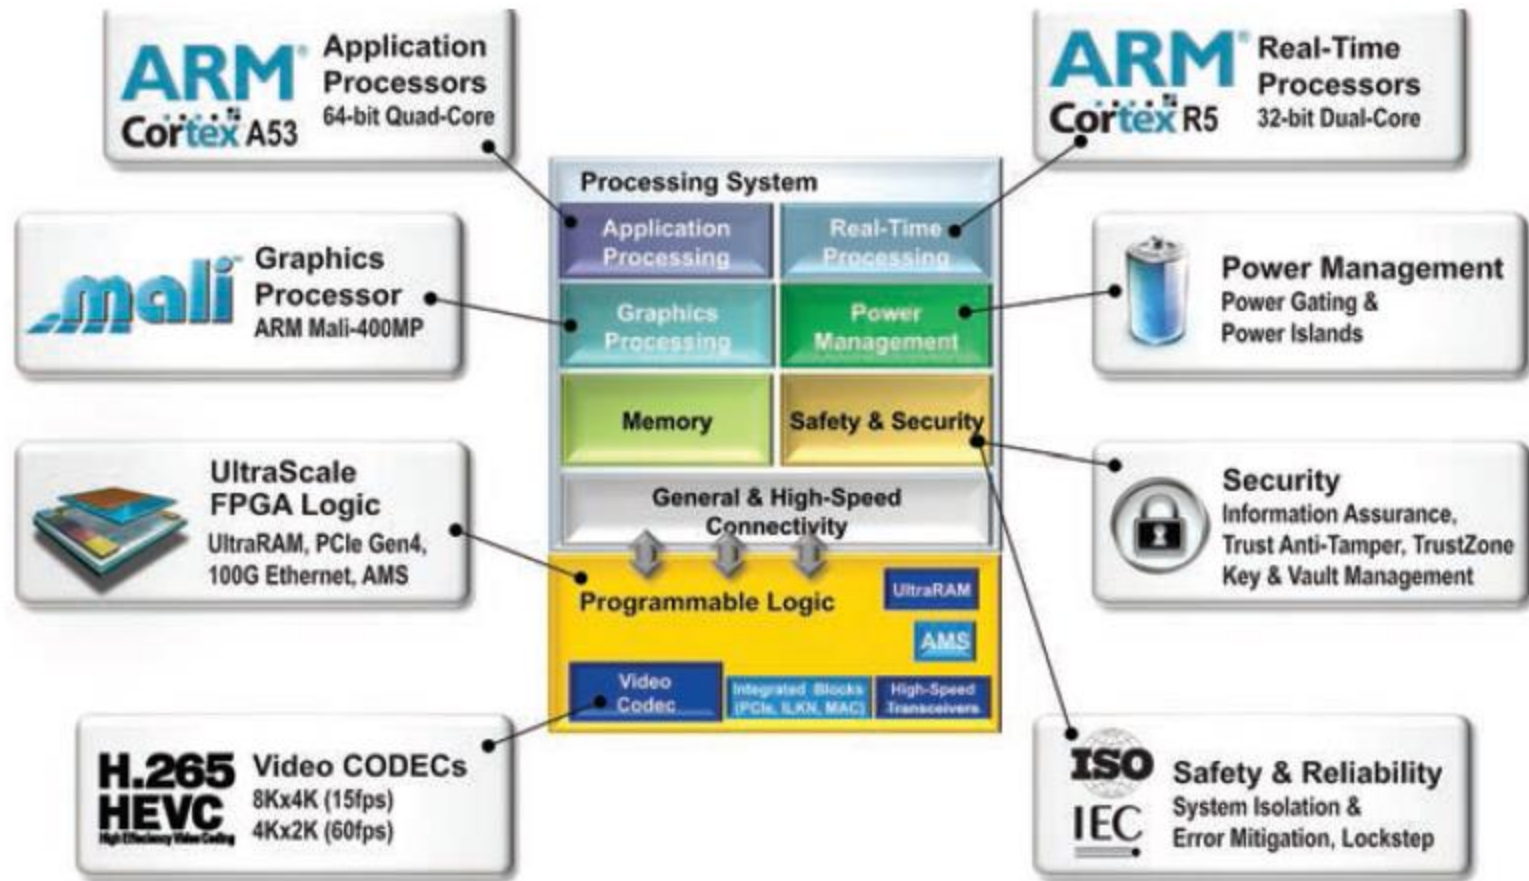 ARM
Cortex A53
Application
Processors
64-bit Quad-Core
ARM
Cortex R5
Real-Time
Processors
32-bit Dual-Core
mali
Graphics
Processor
ARM Mali-400MP
Processing System
Application
Processing
Real-Time
Processing
Graphics
Processing
Power
Management
Memory
Safety & Security
General & High-Speed
Connectivity
Power Management
Power Gating &
Power Islands
UltraScale
FPGA Logic
UltraRAM, PCIe Gen4,
100G Ethernet, AMS
Security
Information Assurance,
Trust Anti-Tamper, TrustZone
Key & Vault Management
Programmable Logic
UltraRAM
AMS
Video
Codec
Integrated Blocks
(PCIe, ILKN, MAC)
High-Speed
Transceivers
H.265
HEVC
High Efficiency Video Coding
Video CODECs
8Kx4K (15fps)
4Kx2K (60fps)
ISO
IEC
Safety & Reliability
System Isolation &
Error Mitigation, Lockstep